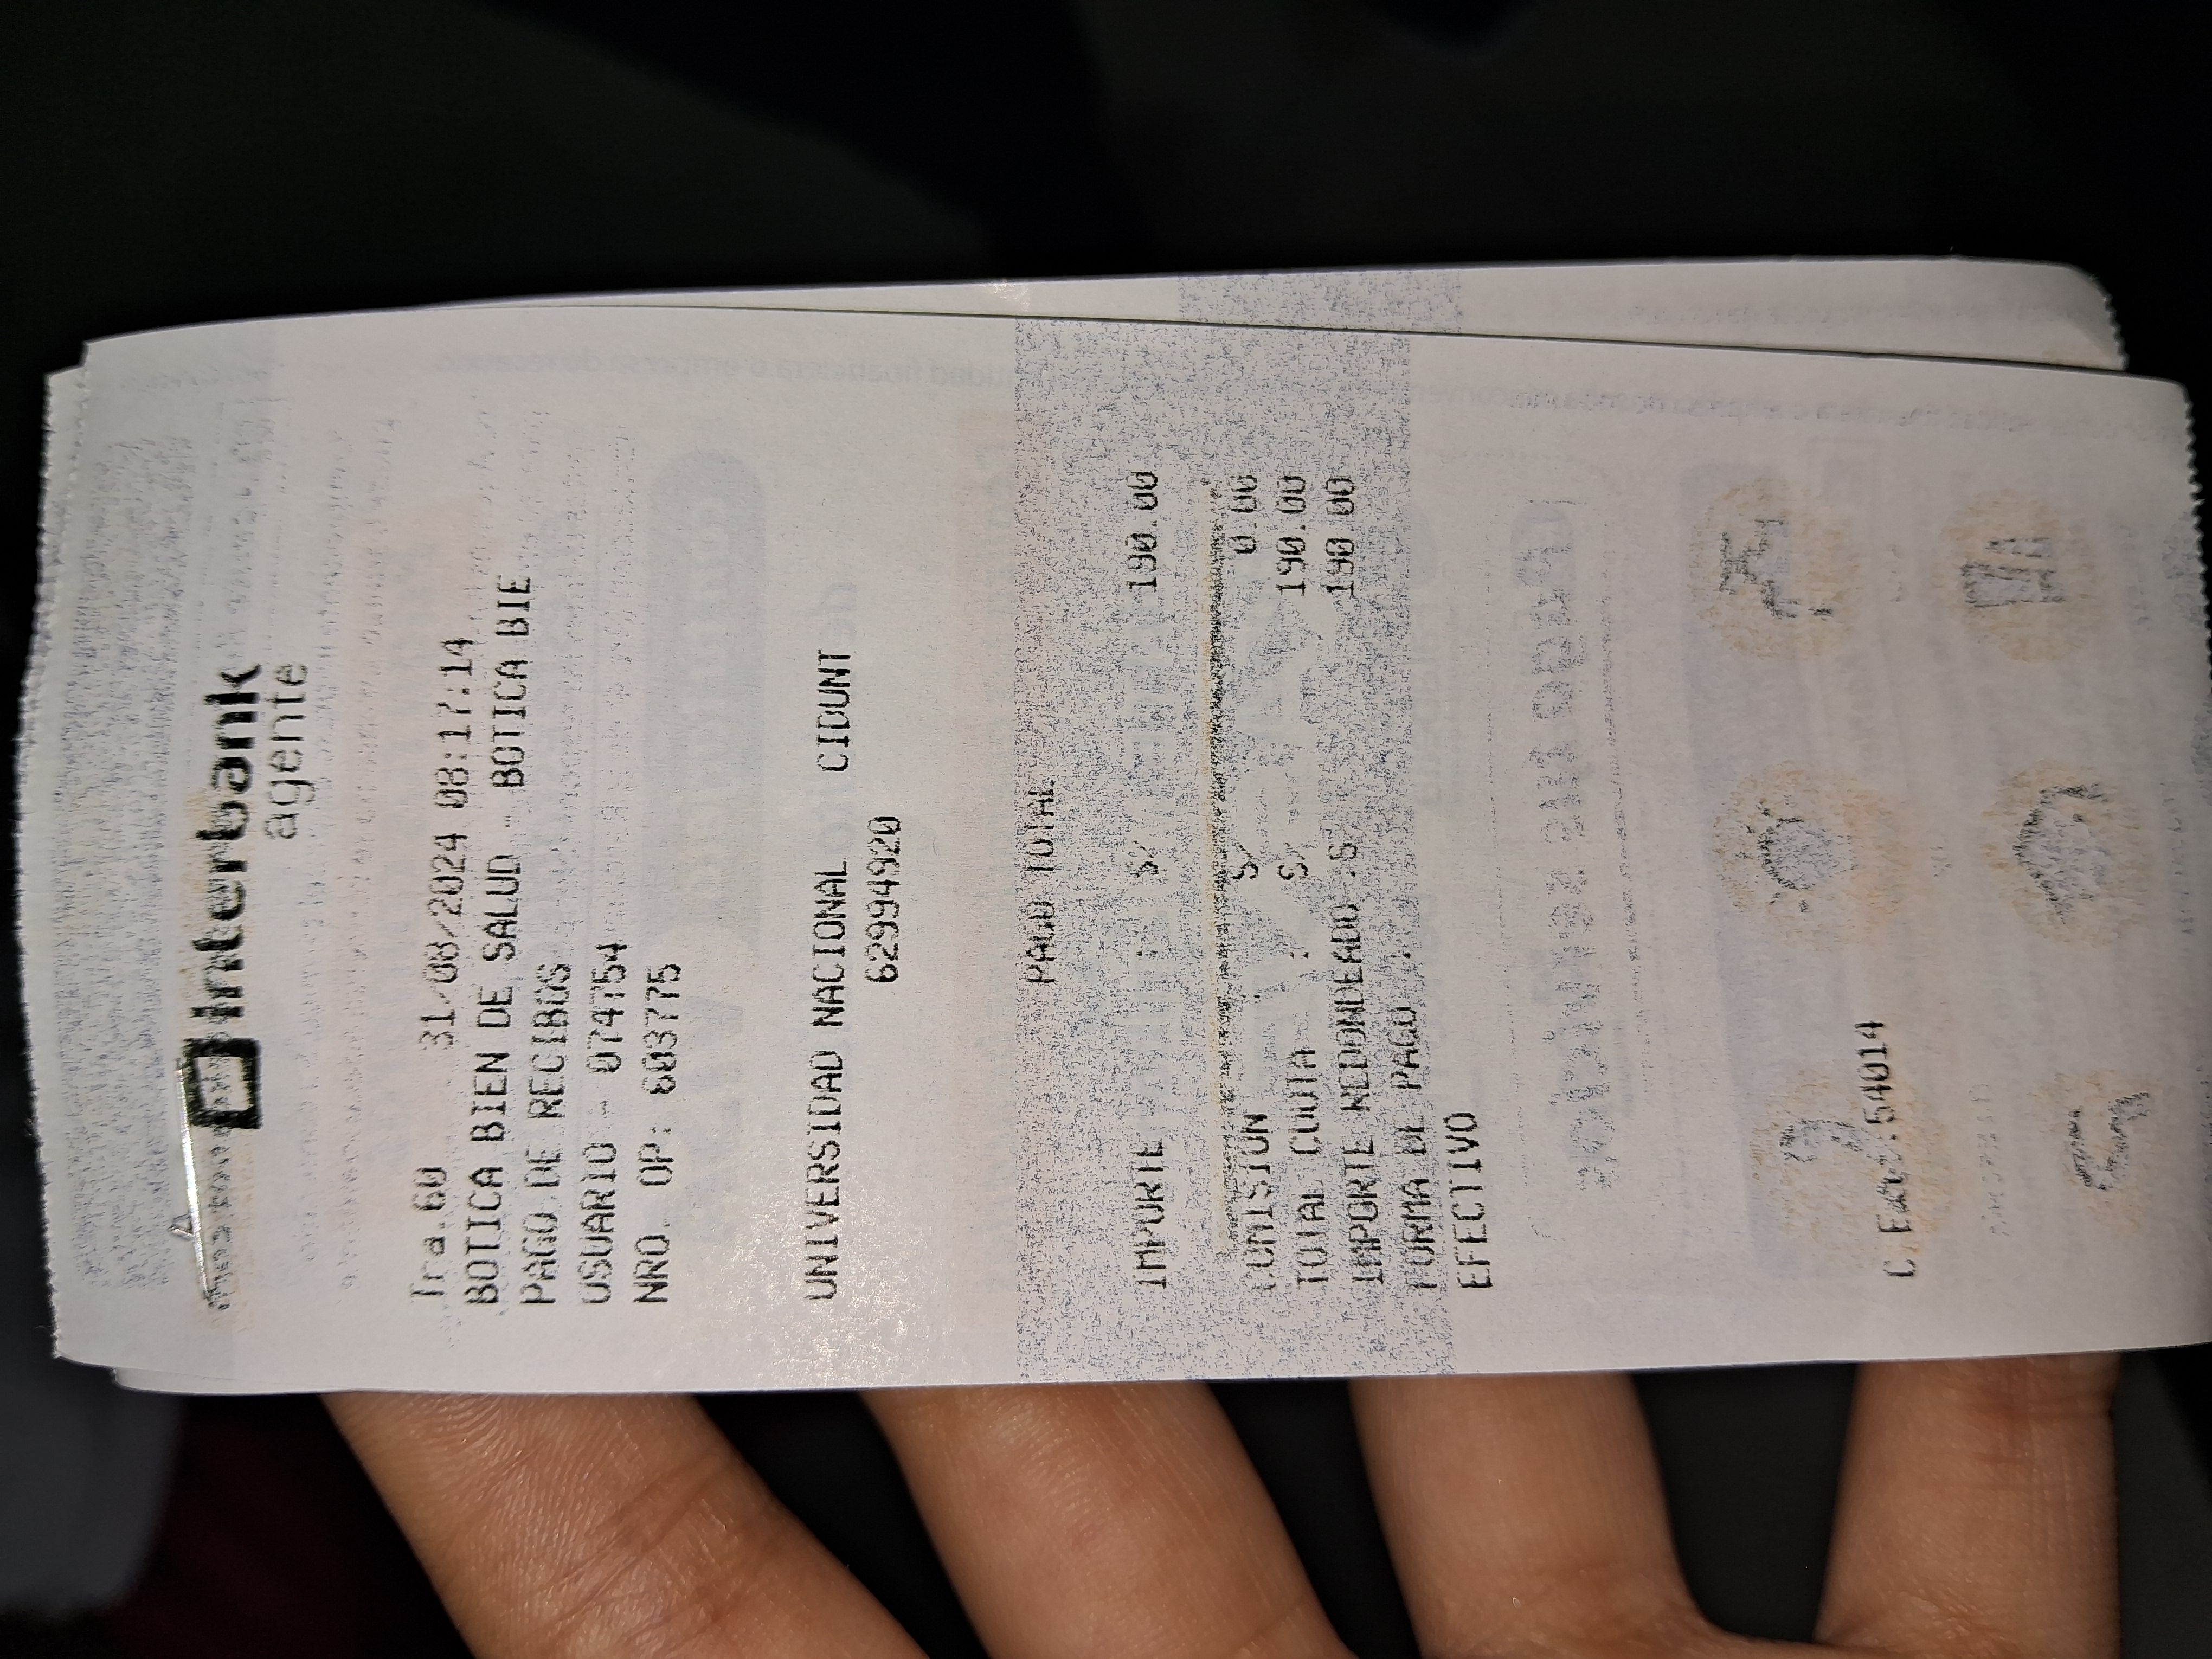 Interbank
agente
Tra.60 31/08/2024 08:17:14
BOTICA BIEN DE SALUD - BOTICA BIE
PAGO DE RECIBOS
USUARIO - 074754
NRO. OP: 603775
UNIVERSIDAD NACIONAL CIDUNT
62994920
PAGO TOTAL
IMPORTE S/ 190.00
COMISION : S/ 0.00
TOTAL CUOTA : S/ 190.00
IMPORTE REDONDEADO :S/ 190.00
FORMA DE PAGO :
EFECTIVO